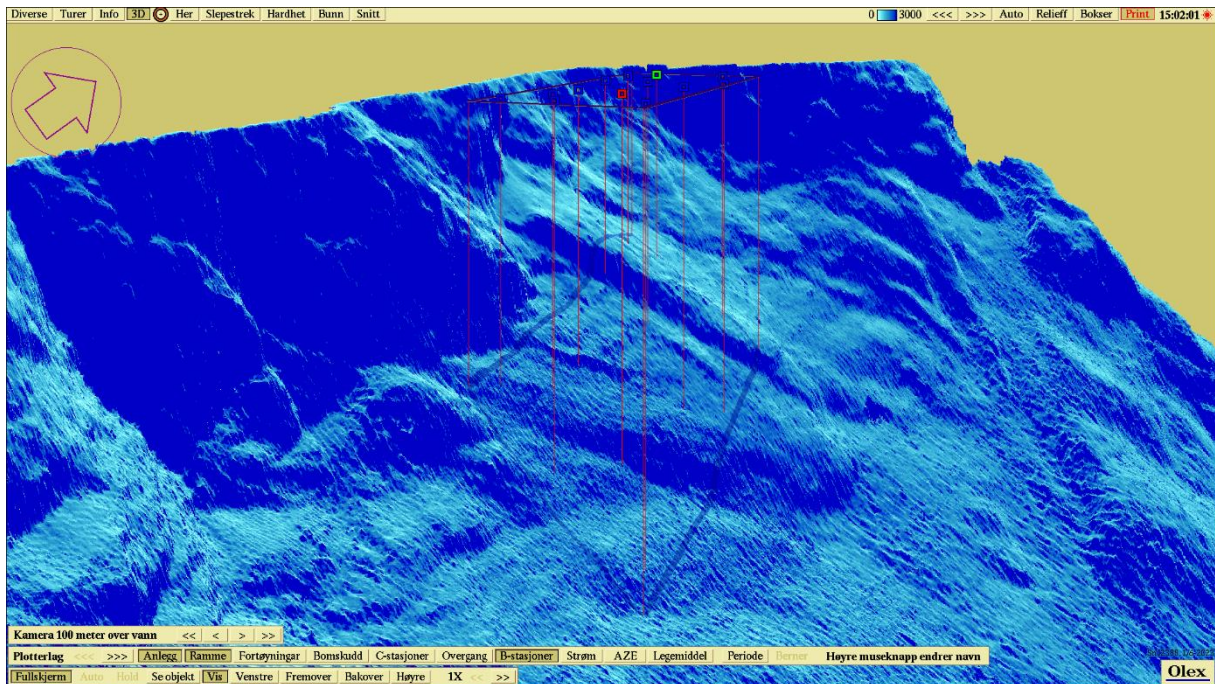 Diverse Turer Info 3D Her Slepestrek Hardhet Bunn Snitt 0 3000 <<< >>> Auto Relieff Bokser Print 15:02:01
Kamera 100 meter over vann << < > >>
Plotterlag <<< >>> Anlegg Ramme Fortøyningar Bomskudd C-stasjoner Overgang B-stasjoner Strøm AZE Legemiddel Periode Berner Høyre museknapp endrer navn
Fullskjerm Auto Hold Se objekt Vis Venstre Fremover Bakover Høyre 1X << >>
Olex